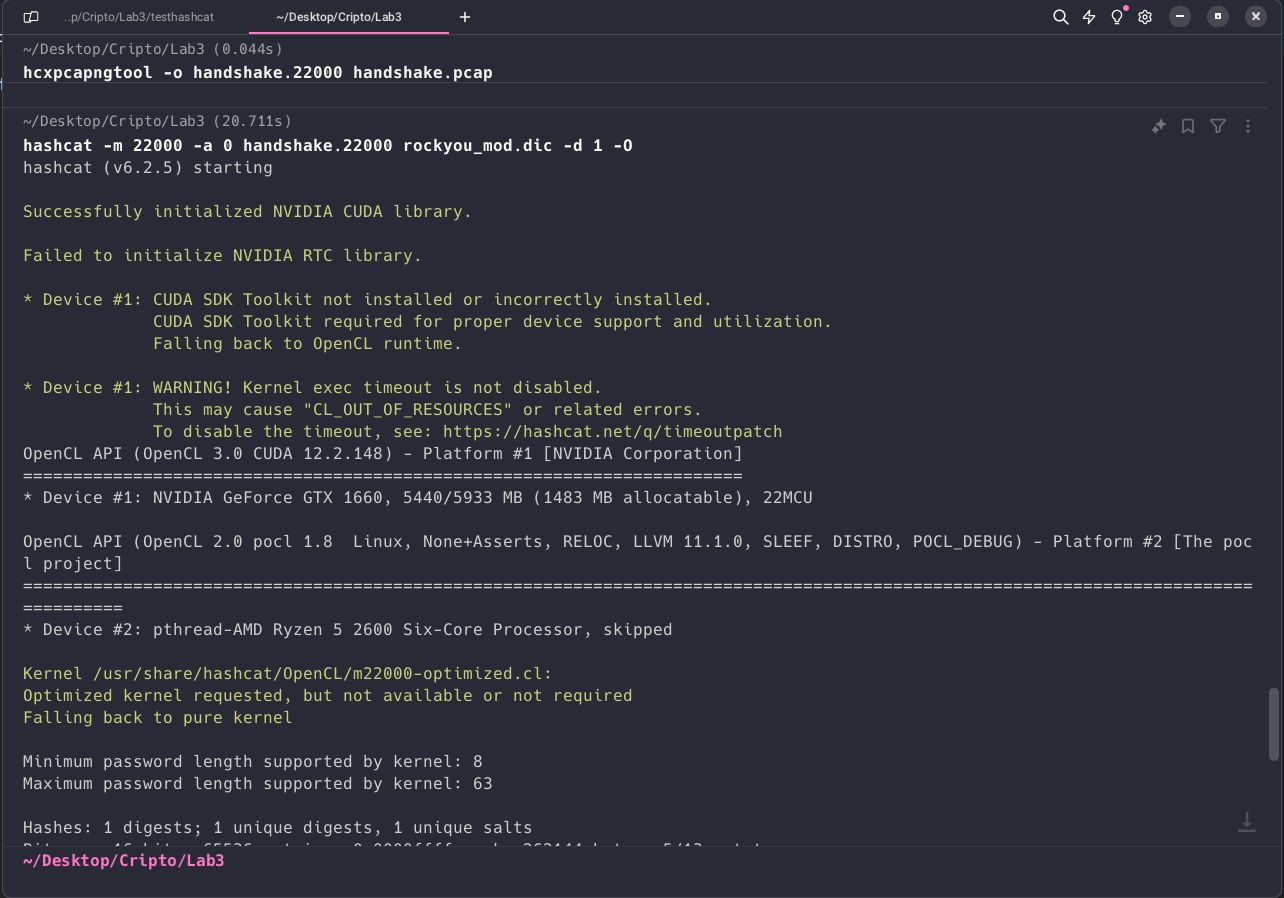 ..p/Cripto/Lab3/testhashcat
~/Desktop/Cripto/Lab3
~/Desktop/Cripto/Lab3 (0.044s)
hcxpcapngtool -o handshake.22000 handshake.pcap
~/Desktop/Cripto/Lab3 (20.711s)
hashcat -m 22000 -a 0 handshake.22000 rockyou_mod.dic -d 1 -O
hashcat (v6.2.5) starting
Successfully initialized NVIDIA CUDA library.
Failed to initialize NVIDIA RTC library.
* Device #1: CUDA SDK Toolkit not installed or incorrectly installed.
CUDA SDK Toolkit required for proper device support and utilization.
Falling back to OpenCL runtime.
* Device #1: WARNING! Kernel exec timeout is not disabled.
This may cause "CL_OUT_OF_RESOURCES" or related errors.
To disable the timeout, see: https://hashcat.net/q/timeoutpatch
OpenCL API (OpenCL 3.0 CUDA 12.2.148) - Platform #1 [NVIDIA Corporation]
========================================================================
* Device #1: NVIDIA GeForce GTX 1660, 5440/5933 MB (1483 MB allocatable), 22MCU
OpenCL API (OpenCL 2.0 pocl 1.8  Linux, None+Asserts, RELOC, LLVM 11.1.0, SLEEF, DISTRO, POCL_DEBUG) - Platform #2 [The poc
l project]
===========================================================================================================================
==========
* Device #2: pthread-AMD Ryzen 5 2600 Six-Core Processor, skipped
Kernel /usr/share/hashcat/OpenCL/m22000-optimized.cl:
Optimized kernel requested, but not available or not required
Falling back to pure kernel
Minimum password length supported by kernel: 8
Maximum password length supported by kernel: 63
Hashes: 1 digests; 1 unique digests, 1 unique salts
~/Desktop/Cripto/Lab3